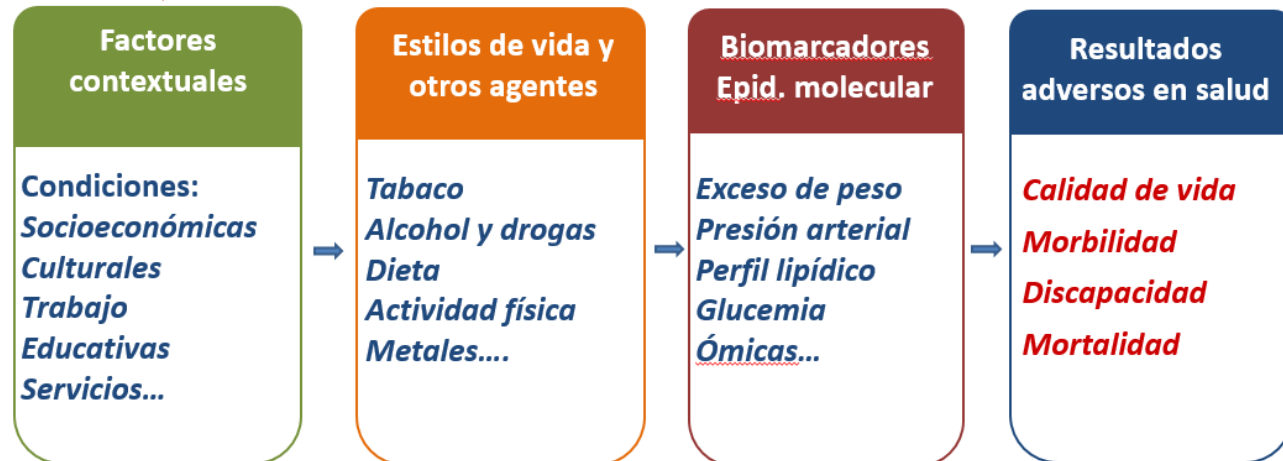 Factores
contextuales
Condiciones:
Socioeconómicas
Culturales
Trabajo
Educativas
Servicios...
Estilos de vida y
otros agentes
Tabaco
Alcohol y drogas
Dieta
Actividad física
Metales....
Biomarcadores
Epid. molecular
Exceso de peso
Presión arterial
Perfil lipídico
Glucemia
Ómicas...
Resultados
adversos en salud
Calidad de vida
Morbilidad
Discapacidad
Mortalidad